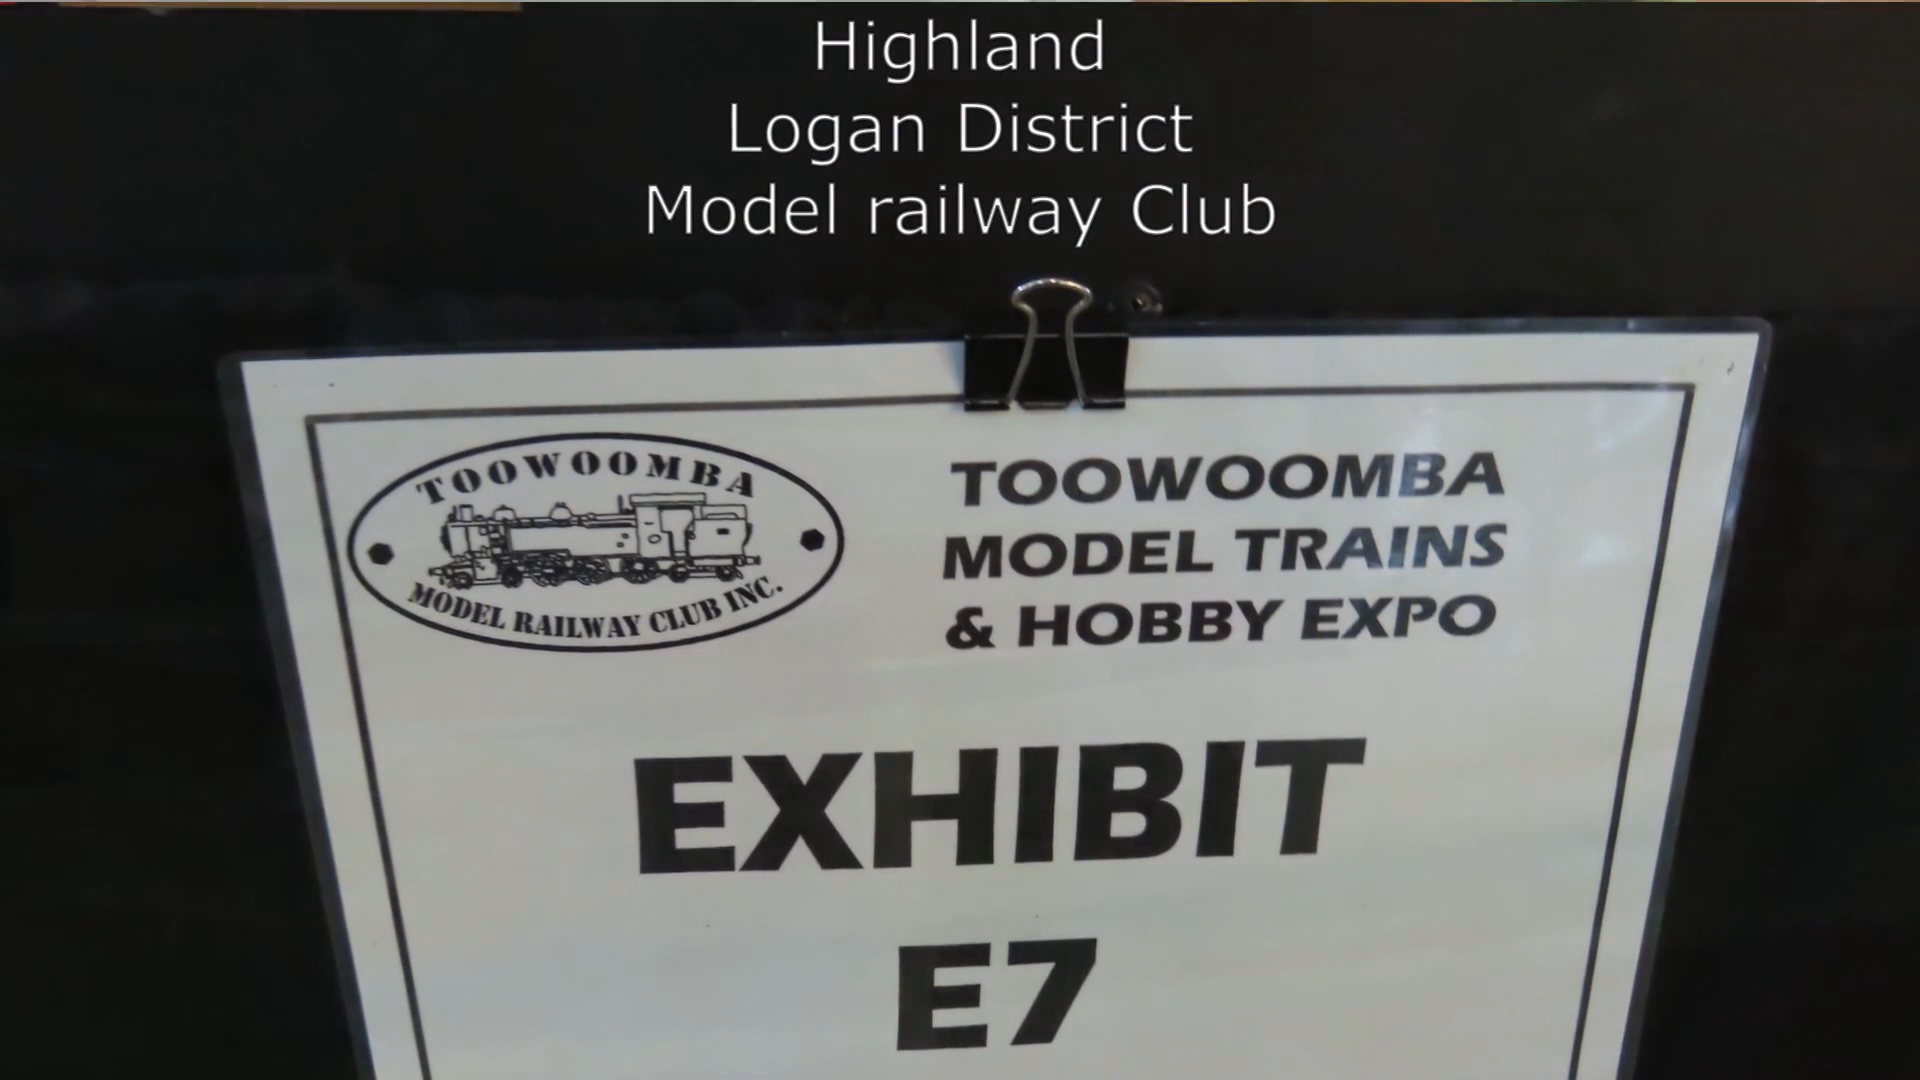 Highland
Logan District
Model railway Club
TOOWOOMBA
MODEL RAILWAY CLUB INC.
TOOWOOMBA
MODEL TRAINS
& HOBBY EXPO
EXHIBIT
E7